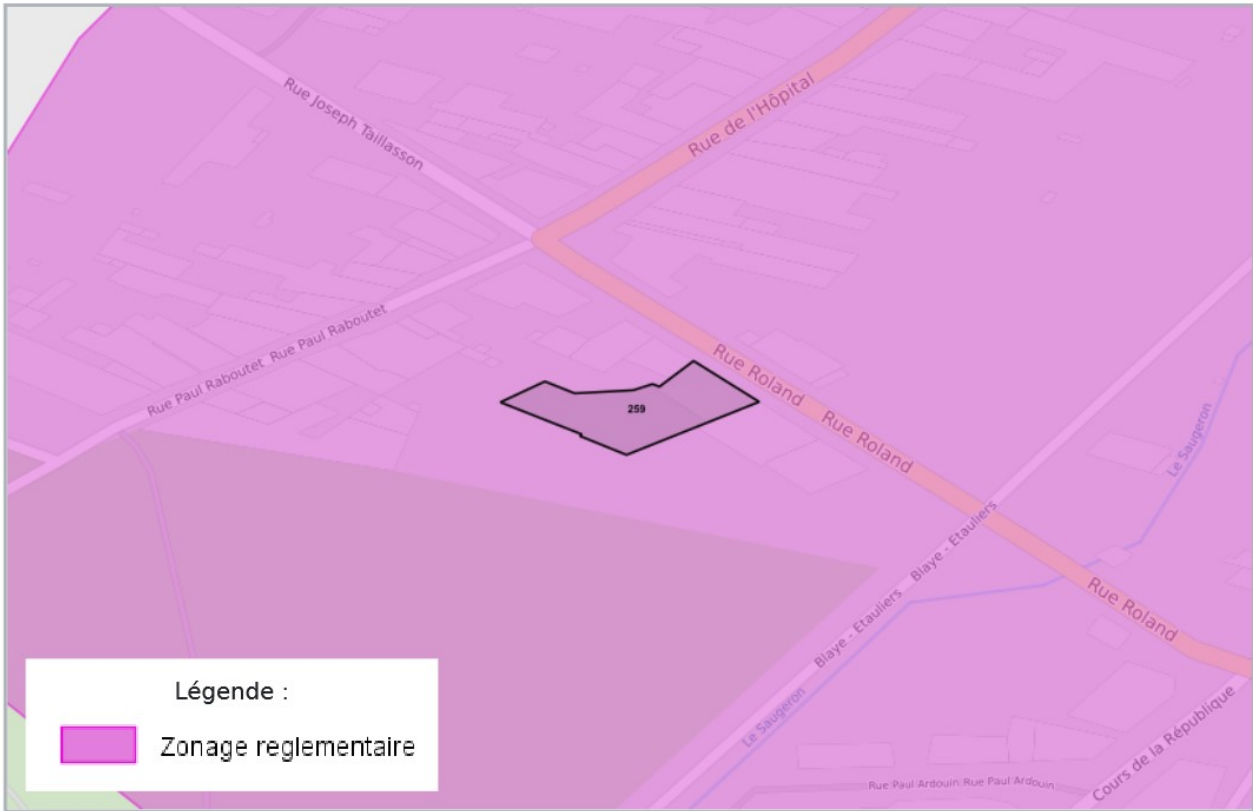 Rue Joseph Taillasson
Rue de l'Hôpital
Rue Paul Raboutet Rue Paul Raboutet
Rue Roland Rue Roland
259
Le Saugeron
Blaye - Etauliers Blaye - Etauliers
Rue Roland
Le Saugeron
Cours de la République
Rue Paul Ardouin Rue Paul Ardouin
Légende :
Zonage reglementaire